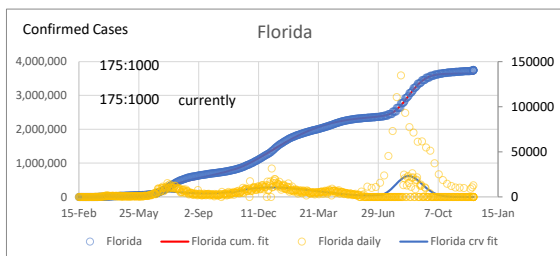 Confirmed Cases
Florida
175:1000
175:1000 currently
4,000,000
3,000,000
2,000,000
1,000,000
0
150000
100000
50000
0
15-Feb 25-May 2-Sep 11-Dec 21-Mar 29-Jun 7-Oct 15-Jan
Florida Florida cum. fit Florida daily Florida crv fit